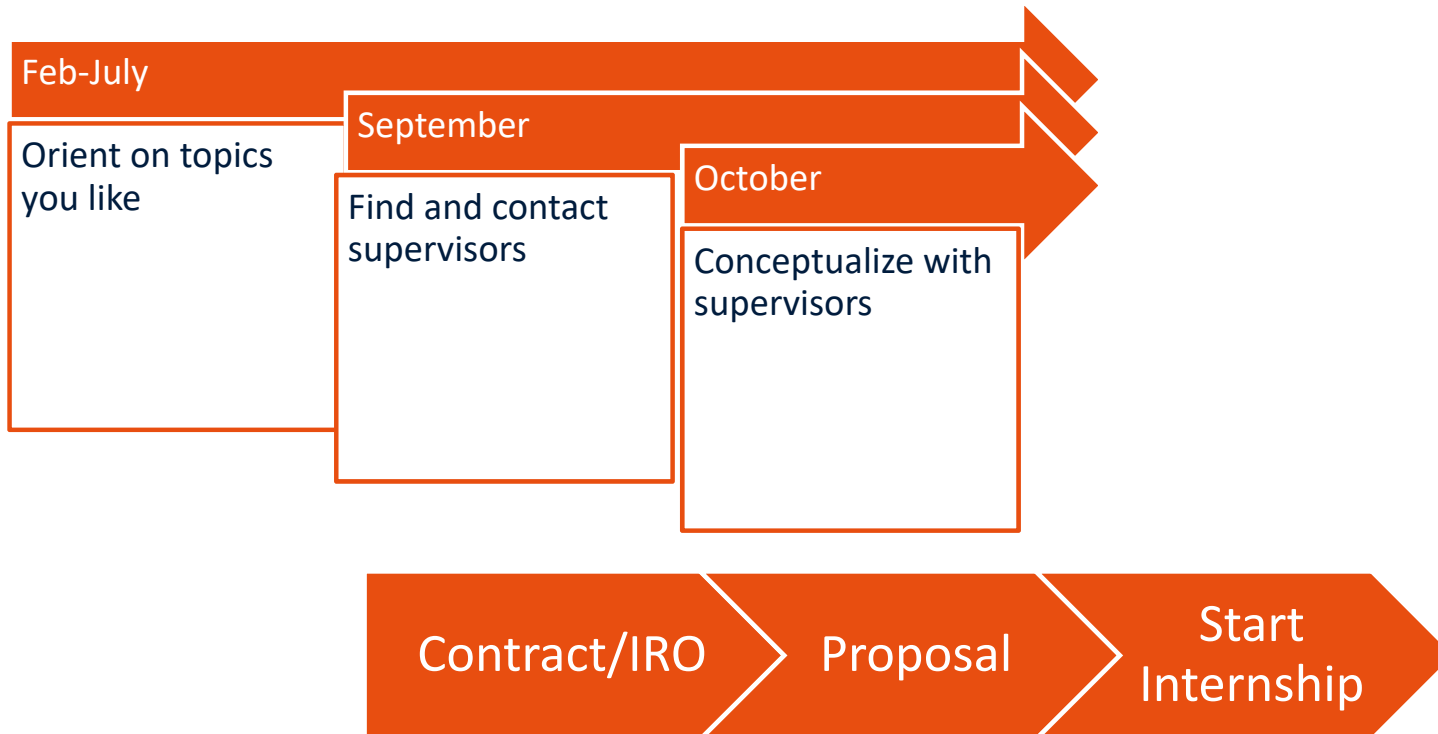 Feb-July
Orient on topics
you like
September
Find and contact
supervisors
October
Conceptualize with
supervisors
Contract/IRO
Proposal
Start
Internship